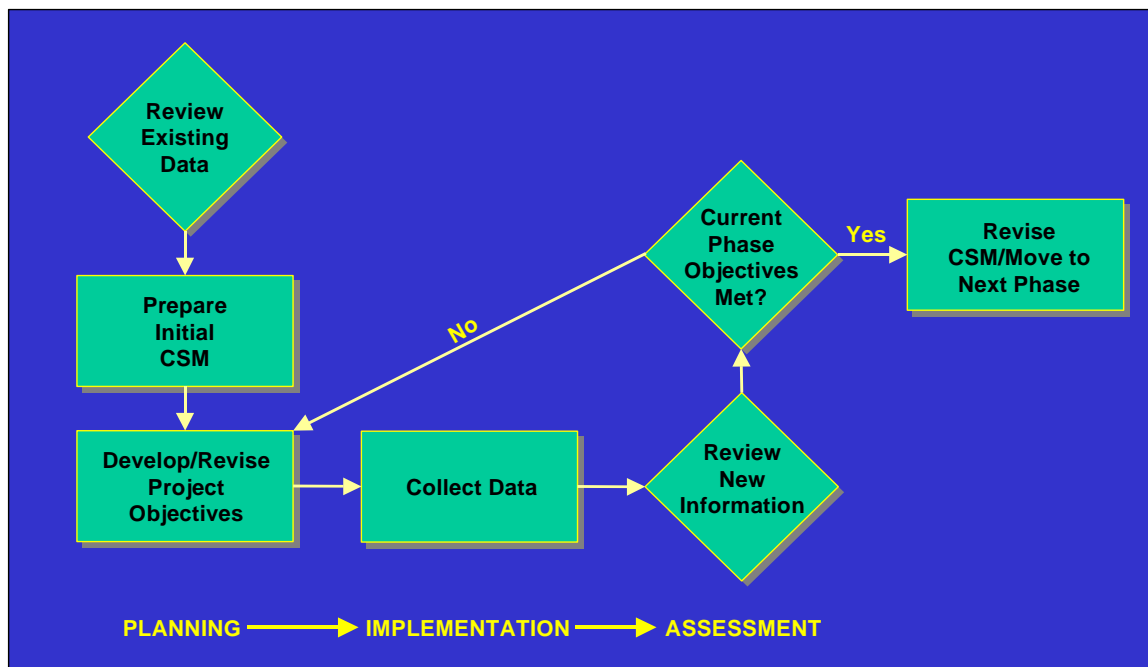 Review
Existing
Data
Prepare
Initial
CSM
Develop/Revise
Project
Objectives
Collect Data
Review
New
Information
Current
Phase
Objectives
Met?
No
Yes
Revise
CSM/Move to
Next Phase
PLANNING
IMPLEMENTATION
ASSESSMENT